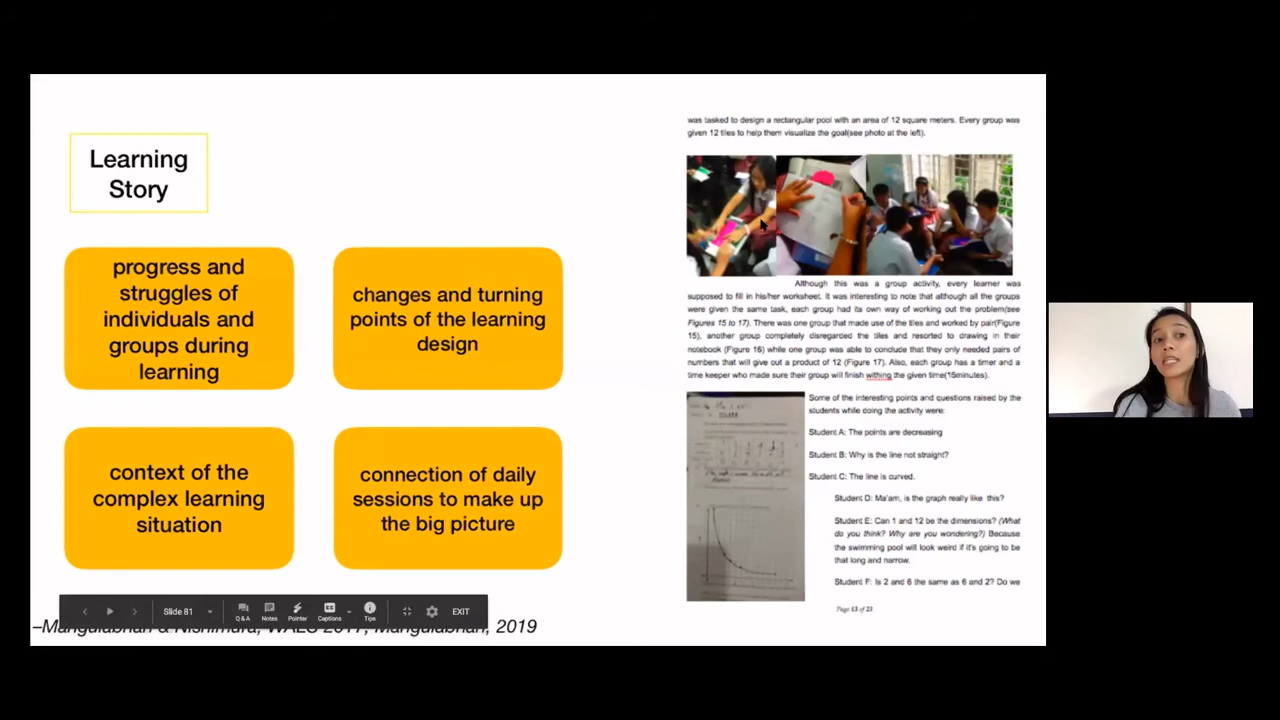 Learning
Story
progress and
struggles of
individuals and
groups during
learning
changes and turning
points of the learning
design
context of the
complex learning
situation
connection of daily
sessions to make up
the big picture
Slide 81
Q & A
Notes
Pointer
Captions
Tips
EXIT
2019
was tasked to design a rectangular pool with an area of 12 square meters. Every group was
given 12 tiles to help them visualize the goal(see photo at the left).
Although this was a group activity, every learner was
supposed to fill in his/her worksheet. It was interesting to note that although all the groups
were given the same task, each group had its own way of working out the problem(see
Figures 15 to 17). There was one group that made use of the tiles and worked by pair(Figure
15), another group completely disregarded the tiles and resorted to drawing in their
notebook (Figure 16) while one group was able to conclude that they only needed pairs of
numbers that will give out a product of 12 (Figure 17). Also, each group has a timer and a
time keeper who made sure their group will finish withing the given time(15minutes).
Some of the interesting points and questions raised by the
students while doing the activity were:
Student A: The points are decreasing
Student B: Why is the line not straight?
Student C: The line is curved.
Student D: Ma'am, is the graph really like this?
Student E: Can 1 and 12 be the dimensions? (What
do you think? Why are you wondering?) Because
the swimming pool will look weird if it's going to be
that long and narrow.
Student F: Is 2 and 6 the same as 6 and 2? Do we
Page 13 of 23